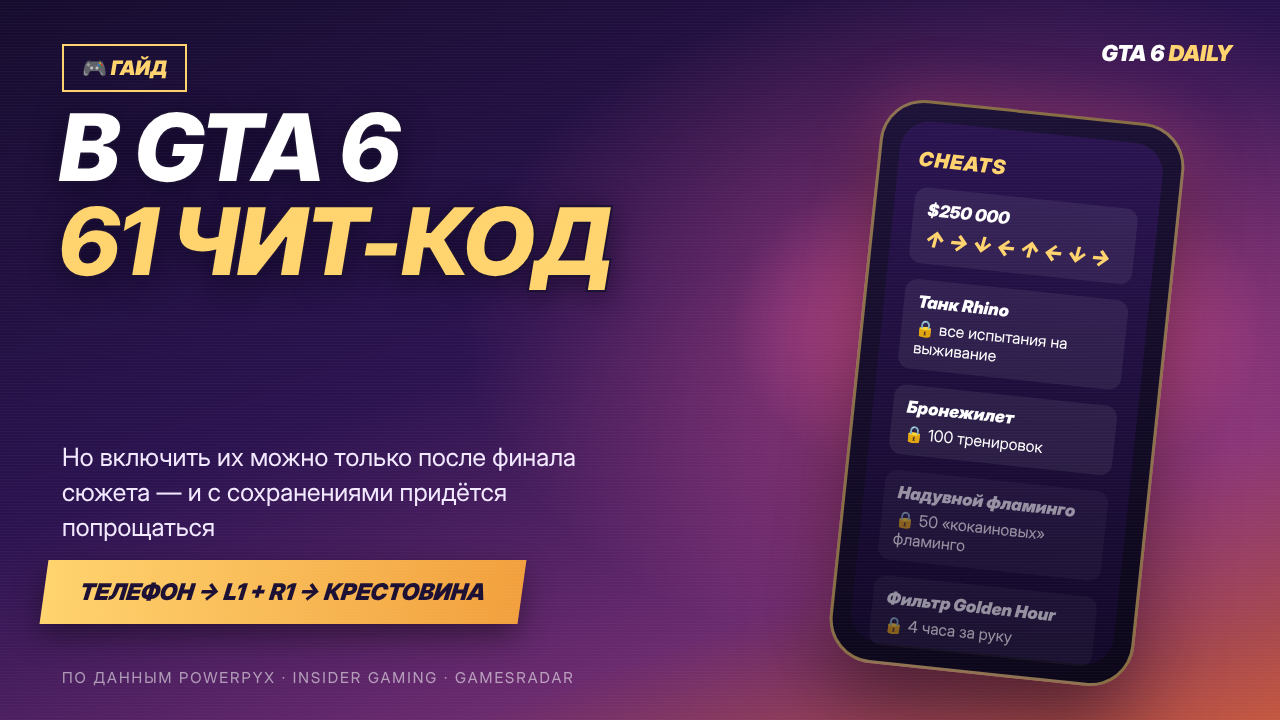 🎮 ГАЙД
GTA 6 DAILY
В GTA 6
61 ЧИТ-КОД
Но включить их можно только после финала
сюжета — и с сохранениями придётся
попрощаться
ТЕЛЕФОН → L1 + R1 → КРЕСТОВИНА
ПО ДАННЫМ POWERPYX · INSIDER GAMING · GAMESRADAR
CHEATS
$250 000
↑ → ↓ ← ↑ ← ↓ →
Танк Rhino
🔒 все испытания на
выживание
Бронежилет
🔒 100 тренировок
Надувной фламинго
🔒 50 «кокаиновых»
фламинго
Фильтр Golden Hour
🔒 4 часа за руку